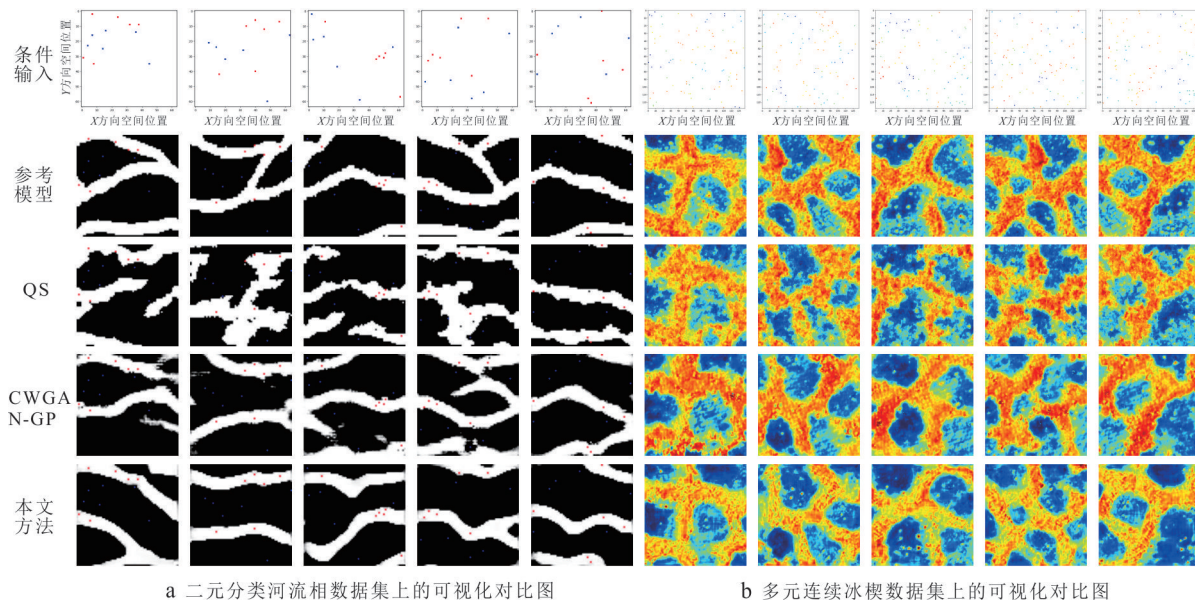 条件
输入
Y方向空间位置
X方向空间位置
X方向空间位置
X方向空间位置
X方向空间位置
X方向空间位置
X方向空间位置
X方向空间位置
X方向空间位置
X方向空间位置
X方向空间位置
参考
模型
QS
CWGA
N-GP
本文
方法
a 二元分类河流相数据集上的可视化对比图
b 多元连续冰楔数据集上的可视化对比图